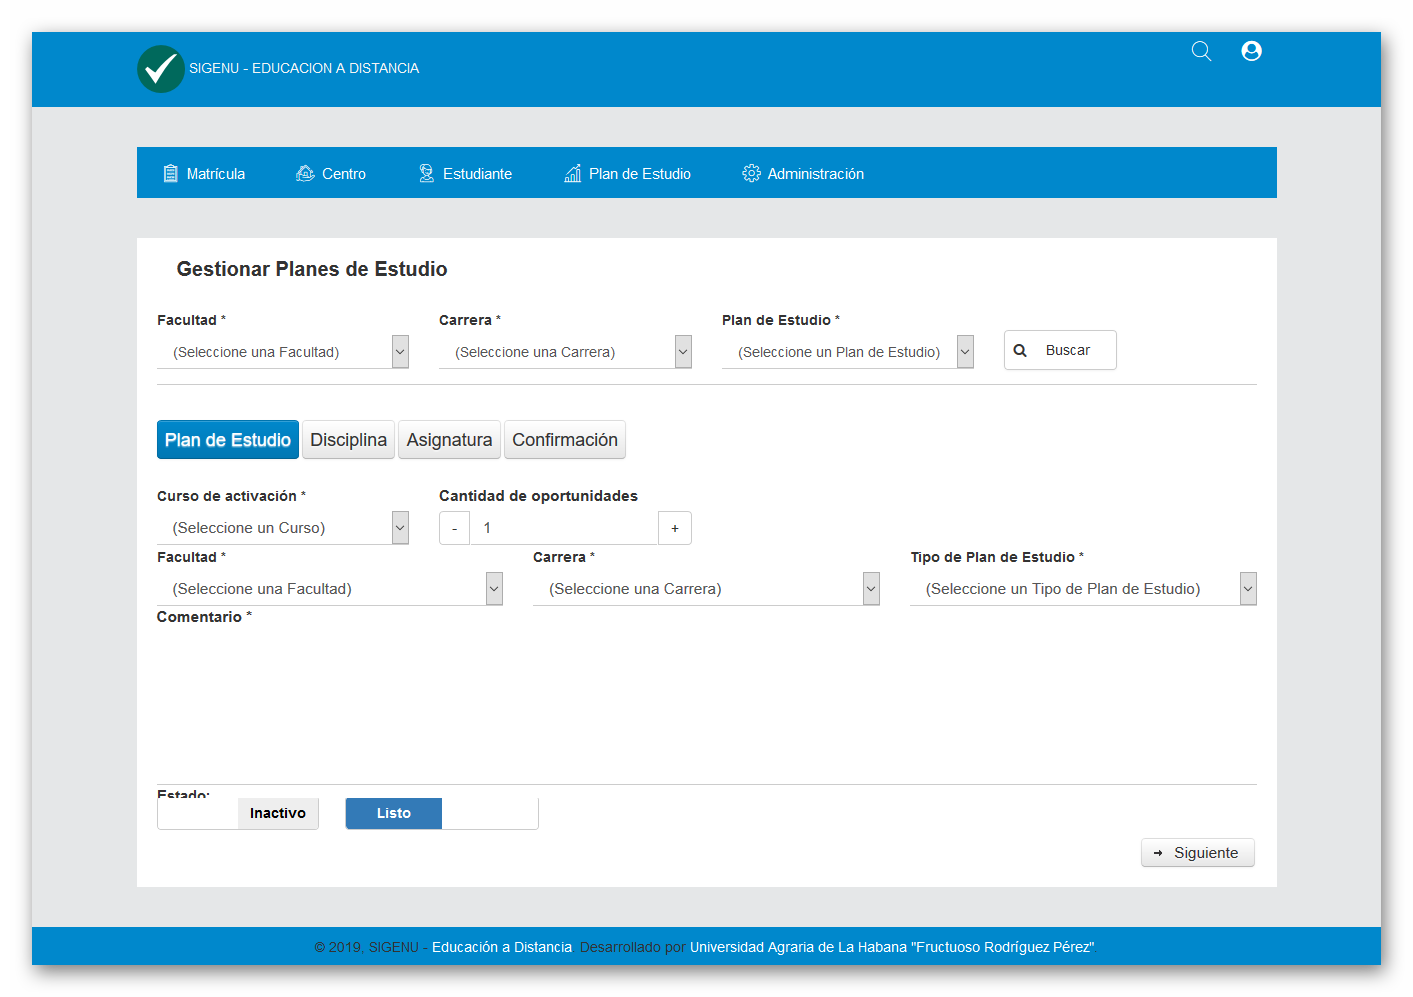 SIGENU - EDUCACION A DISTANCIA
Matrícula Centro Estudiante Plan de Estudio Administración
Gestionar Planes de Estudio
Facultad * Carrera * Plan de Estudio *
(Seleccione una Facultad) (Seleccione una Carrera) (Seleccione un Plan de Estudio) Buscar
Plan de Estudio Disciplina Asignatura Confirmación
Curso de activación * Cantidad de oportunidades
(Seleccione un Curso) - 1 +
Facultad * Carrera * Tipo de Plan de Estudio *
(Seleccione una Facultad) (Seleccione una Carrera) (Seleccione un Tipo de Plan de Estudio)
Comentario *
Estado:
Inactivo Listo
Siguiente
© 2019, SIGENU - Educación a Distancia Desarrollado por Universidad Agraria de La Habana "Fructuoso Rodríguez Pérez"